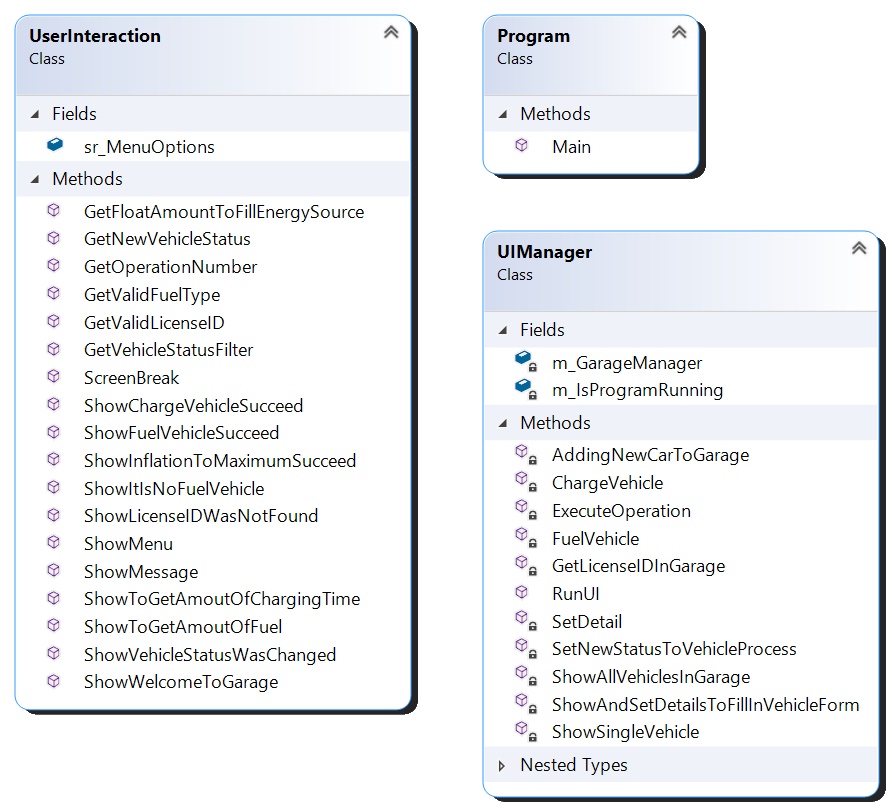 UserInteraction
Class
Fields
sr_MenuOptions
Methods
GetFloatAmountToFillEnergySource
GetNewVehicleStatus
GetOperationNumber
GetValidFuelType
GetValidLicenseID
GetVehicleStatusFilter
ScreenBreak
ShowChargeVehicleSucceed
ShowFuelVehicleSucceed
ShowInflationToMaximumSucceed
ShowItIsNoFuelVehicle
ShowLicenseIDWasNotFound
ShowMenu
ShowMessage
ShowToGetAmoutOfChargingTime
ShowToGetAmoutOfFuel
ShowVehicleStatusWasChanged
ShowWelcomeToGarage
Program
Class
Methods
Main
UIManager
Class
Fields
m_GarageManager
m_IsProgramRunning
Methods
AddingNewCarToGarage
ChargeVehicle
ExecuteOperation
FuelVehicle
GetLicenseIDInGarage
RunUI
SetDetail
SetNewStatusToVehicleProcess
ShowAllVehiclesInGarage
ShowAndSetDetailsToFillInVehicleForm
ShowSingleVehicle
Nested Types